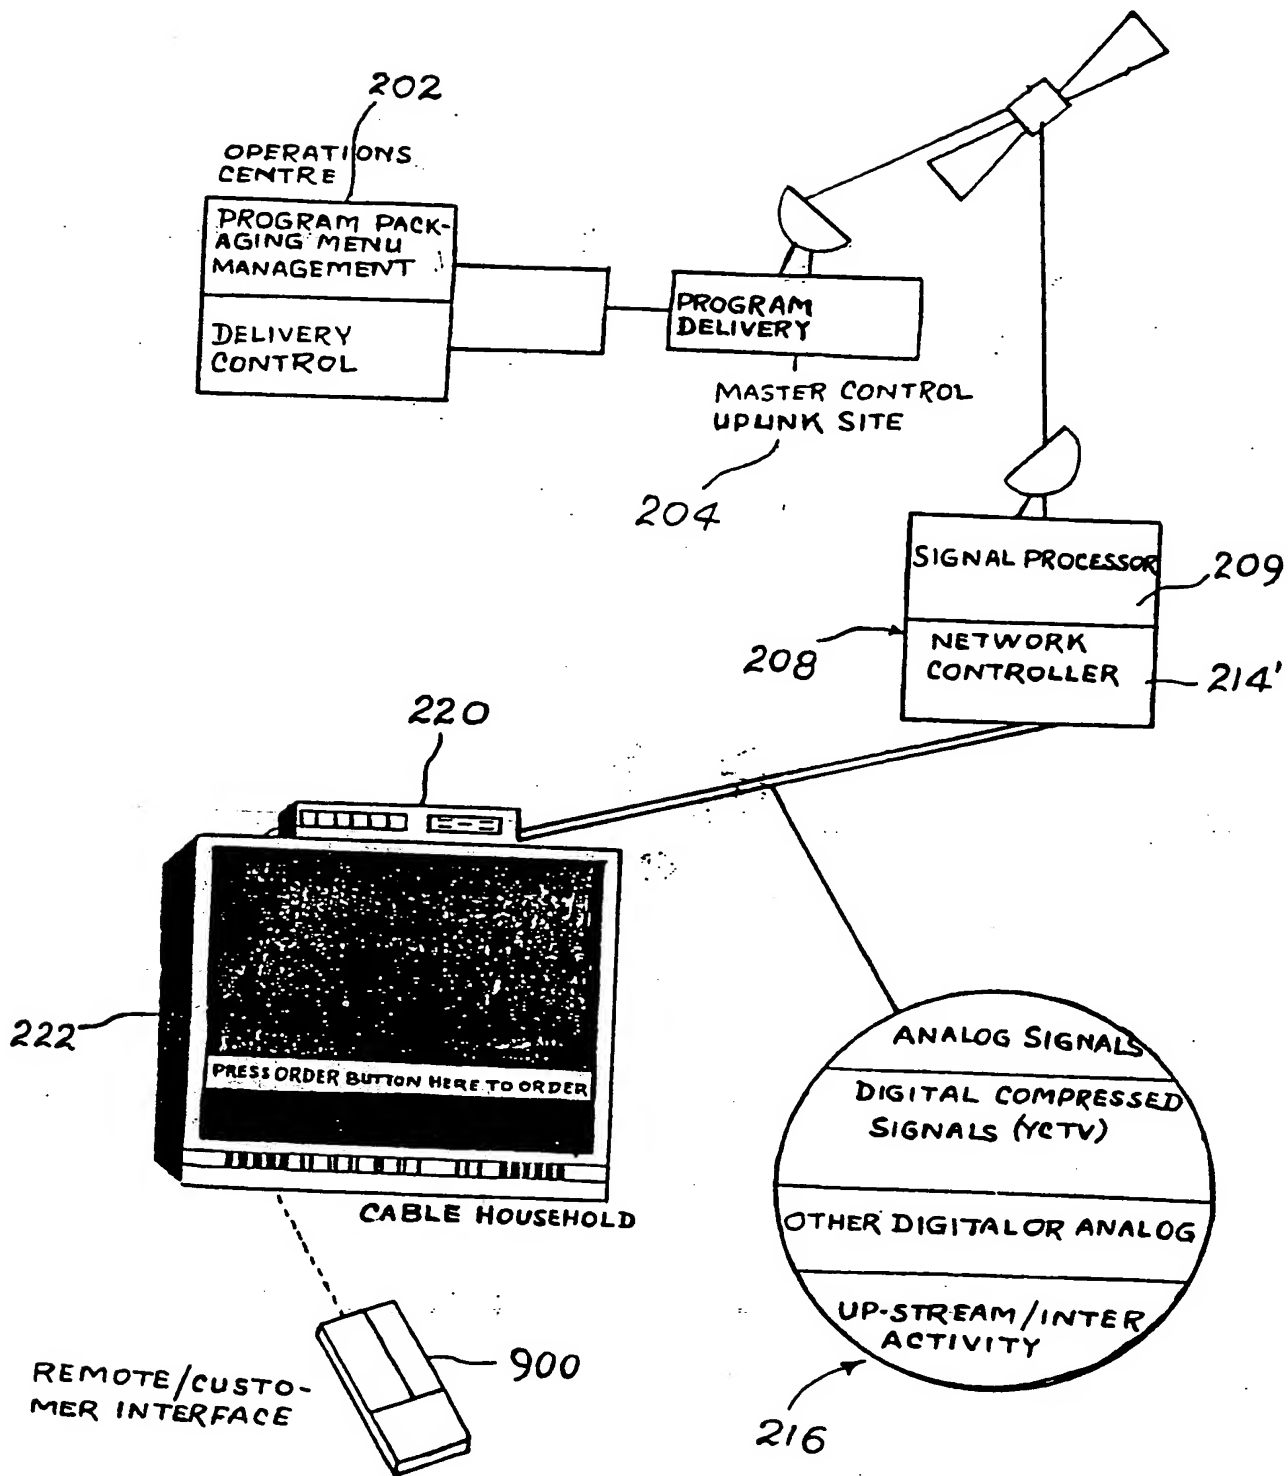 202
OPERATIONS
CENTRE
PROGRAM PACK-
AGING MENU
MANAGEMENT
DELIVERY
CONTROL
PROGRAM
DELIVERY
MASTER CONTROL
UPLINK SITE
204
SIGNAL PROCESSOR
209
208
NETWORK
CONTROLLER
214'
220
222
PRESS ORDER BUTTON HERE TO ORDER
CABLE HOUSEHOLD
ANALOG SIGNALS
DIGITAL COMPRESSED
SIGNALS (YCTV)
OTHER DIGITAL OR ANALOG
UP-STREAM/INTER
ACTIVITY
216
900
REMOTE/CUSTO-
MER INTERFACE